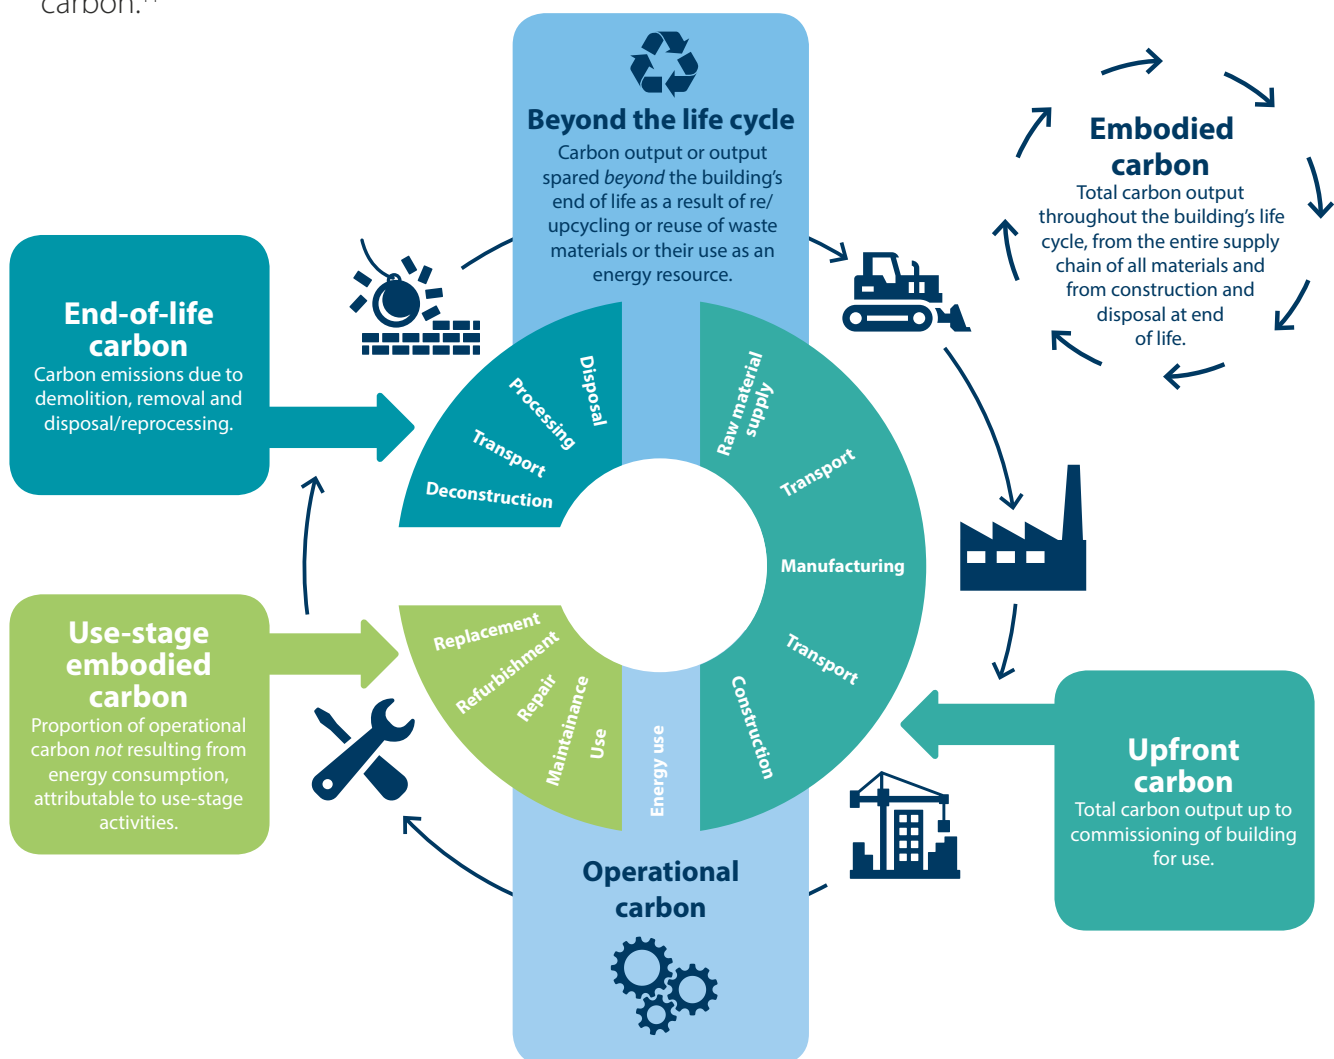 carbon.
Beyond the life cycle
Carbon output or output
spared beyond the building's
end of life as a result of re/
upcycling or reuse of waste
materials or their use as an
energy resource.
Embodied
carbon
Total carbon output
throughout the building's life
cycle, from the entire supply
chain of all materials and
from construction and
disposal at end
of life.
End-of-life
carbon
Carbon emissions due to
demolition, removal and
disposal/reprocessing.
Disposal
Processing
Transport
Deconstruction
Raw material
supply
Transport
Manufacturing
Transport
Construction
Use-stage
embodied
carbon
Proportion of operational
carbon not resulting from
energy consumption,
attributable to use-stage
activities.
Replacement
Refurbishment
Repair
Maintainance
Use
Energy use
Upfront
carbon
Total carbon output up to
commissioning of building
for use.
Operational
carbon